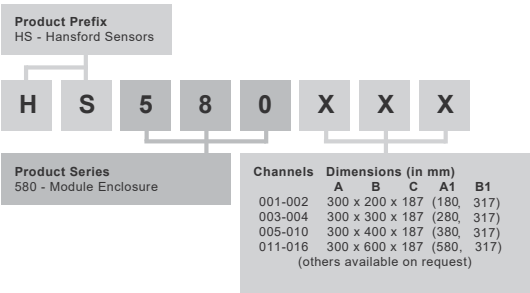 Product Prefix
HS - Hansford Sensors
H S 5 8 0 X X X
Product Series
580 - Module Enclosure
Channels Dimensions (in mm)
A B C A1 B1
001-002 300 x 200 x 187 (180, 317)
003-004 300 x 300 x 187 (280, 317)
005-010 300 x 400 x 187 (380, 317)
011-016 300 x 600 x 187 (580, 317)
(others available on request)